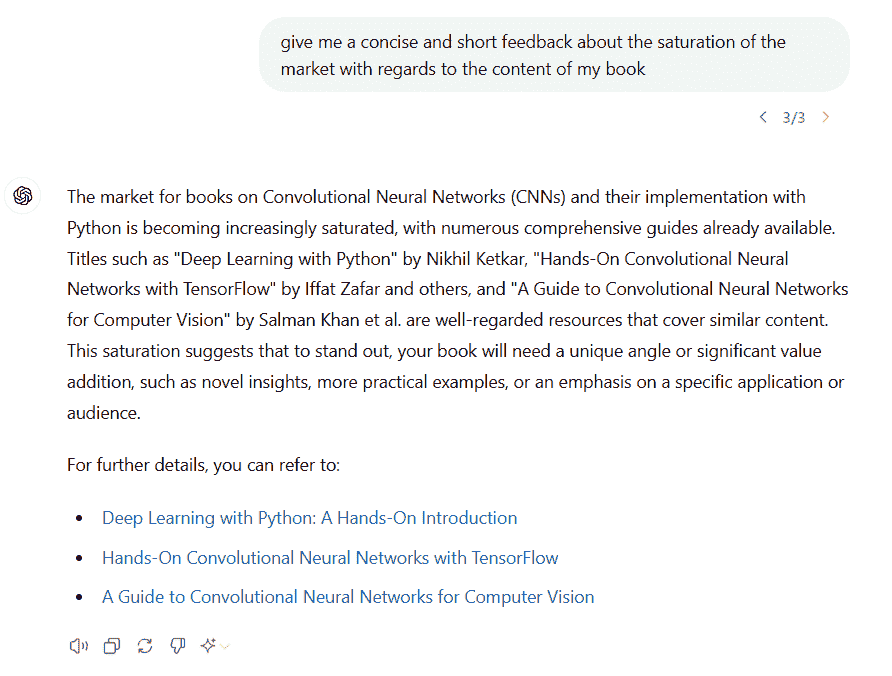 give me a concise and short feedback about the saturation of the
market with regards to the content of my book
3/3
The market for books on Convolutional Neural Networks (CNNs) and their implementation with
Python is becoming increasingly saturated, with numerous comprehensive guides already available.
Titles such as "Deep Learning with Python" by Nikhil Ketkar, "Hands-On Convolutional Neural
Networks with TensorFlow" by Iffat Zafar and others, and "A Guide to Convolutional Neural Networks
for Computer Vision" by Salman Khan et al. are well-regarded resources that cover similar content.
This saturation suggests that to stand out, your book will need a unique angle or significant value
addition, such as novel insights, more practical examples, or an emphasis on a specific application or
audience.
For further details, you can refer to:
• Deep Learning with Python: A Hands-On Introduction
• Hands-On Convolutional Neural Networks with TensorFlow
• A Guide to Convolutional Neural Networks for Computer Vision